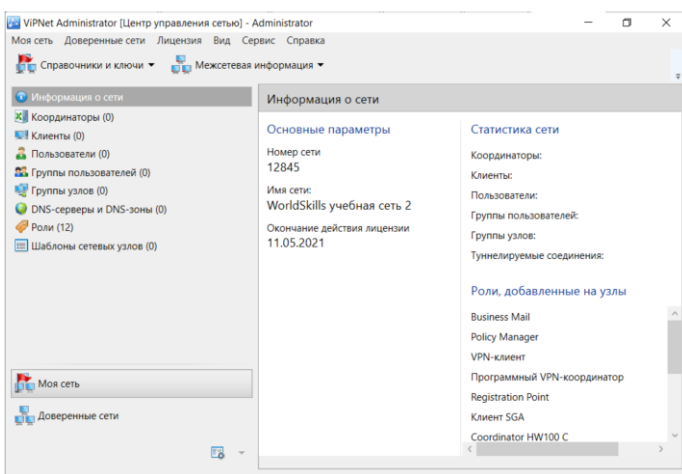 ViPNet Administrator [Центр управления сетью] - Administrator
Моя сеть Доверенные сети Лицензия Вид Сервис Справка
Справочники и ключи Межсетевая информация
Информация о сети
Координаторы (0)
Клиенты (0)
Пользователи (0)
Группы пользователей (0)
Группы узлов (0)
DNS-серверы и DNS-зоны (0)
Роли (12)
Шаблоны сетевых узлов (0)
Моя сеть
Доверенные сети
Информация о сети
Основные параметры
Номер сети
12845
Имя сети:
WorldSkills учебная сеть 2
Окончание действия лицензии
11.05.2021
Статистика сети
Координаторы:
Клиенты:
Пользователи:
Группы пользователей:
Группы узлов:
Туннелируемые соединения:
Роли, добавленные на узлы
Business Mail
Policy Manager
VPN-клиент
Программный VPN-координатор
Registration Point
Клиент SGA
Coordinator HW100 C